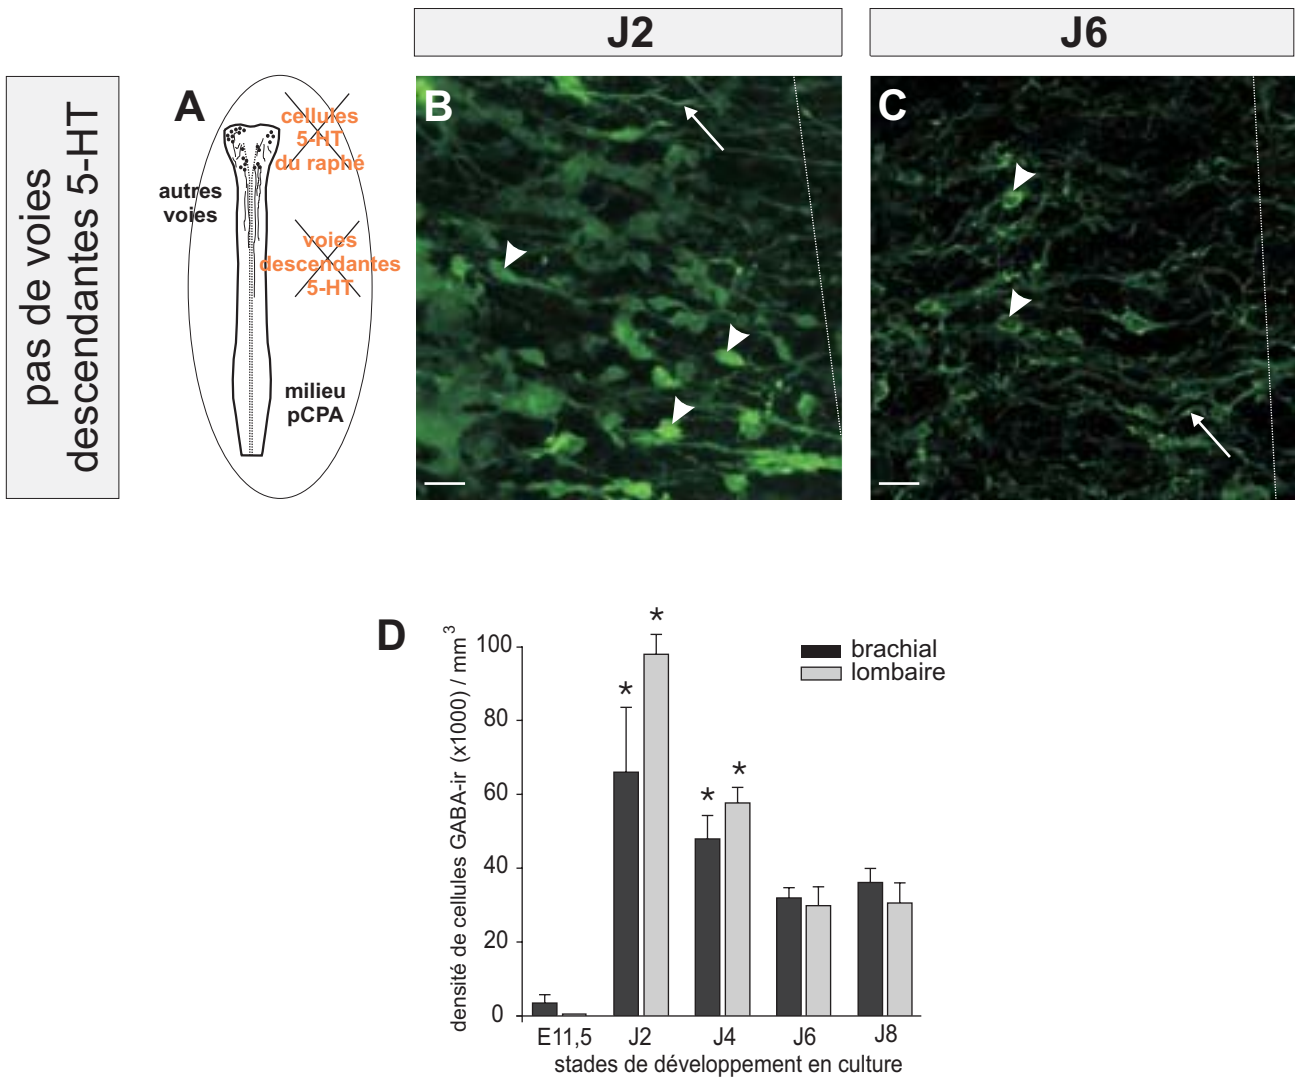 J2
J6
pas de voies
descendantes 5-HT
A
cellules
5-HT
du raphé
autres
voies
voies
descendantes
5-HT
milieu
pCPA
B
C
D
densité de cellules GABA-ir (x1000) / mm³
100
80
60
40
20
0
* *
* *
brachial
lombaire
E11,5 J2 J4 J6 J8
stades de développement en culture